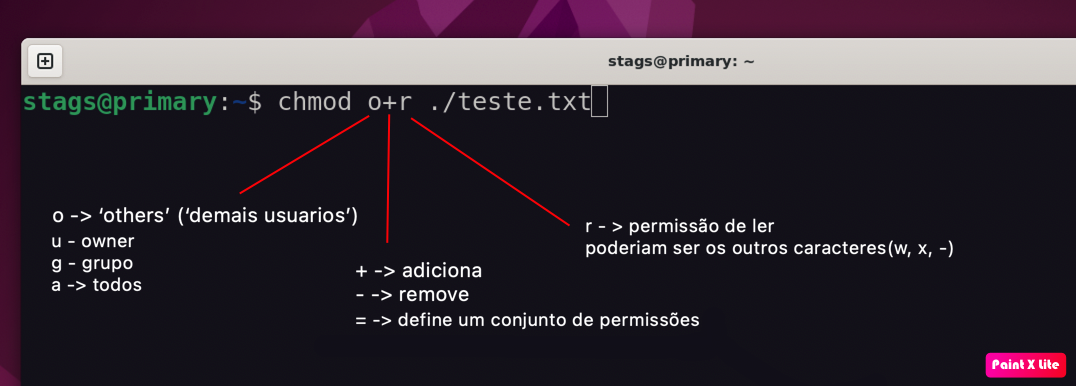 stags@primary: ~
stags@primary:~$ chmod o+r ./teste.txt
o -> ‘others’ (‘demais usuarios’)
u - owner
g - grupo
a -> todos
+ -> adiciona
- -> remove
= -> define um conjunto de permissões
r - > permissão de ler
poderiam ser os outros caracteres(w, x, -)
Paint X Lite